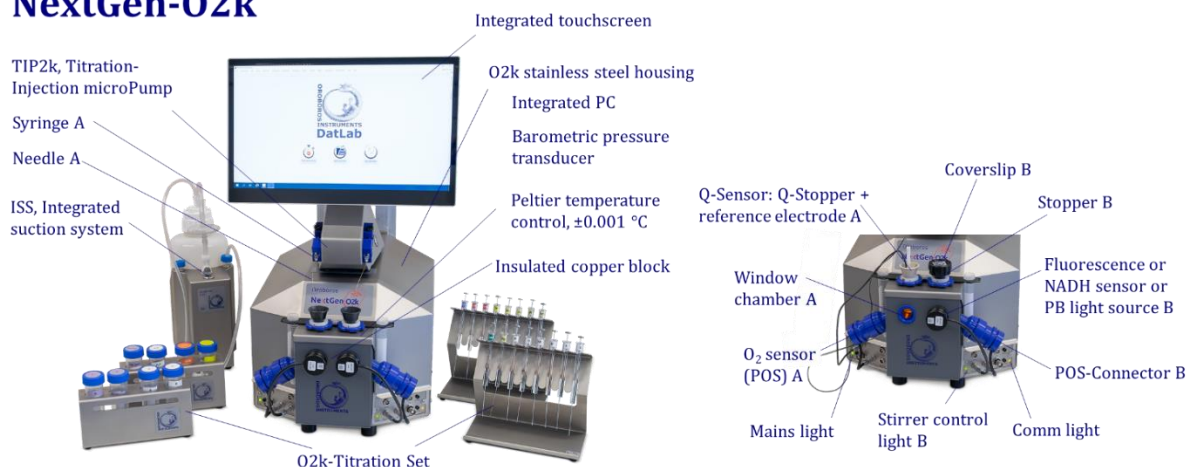 NextGen-O2k
Integrated touchscreen
TIP2k, Titration-
Injection microPump
Syringe A
Needle A
ISS, Integrated
suction system
O2k stainless steel housing
Integrated PC
Barometric pressure
transducer
Peltier temperature
control, ±0.001 °C
Insulated copper block
O2k-Titration Set
OROBOROS
INSTRUMENTS
DatLab
NextGen O2k
Coverslip B
Q-Sensor: Q-Stopper +
reference electrode A
Stopper B
Window
chamber A
Fluorescence or
NADH sensor or
PB light source B
O₂ sensor
(POS) A
POS-Connector B
Mains light
Stirrer control
light B
Comm light